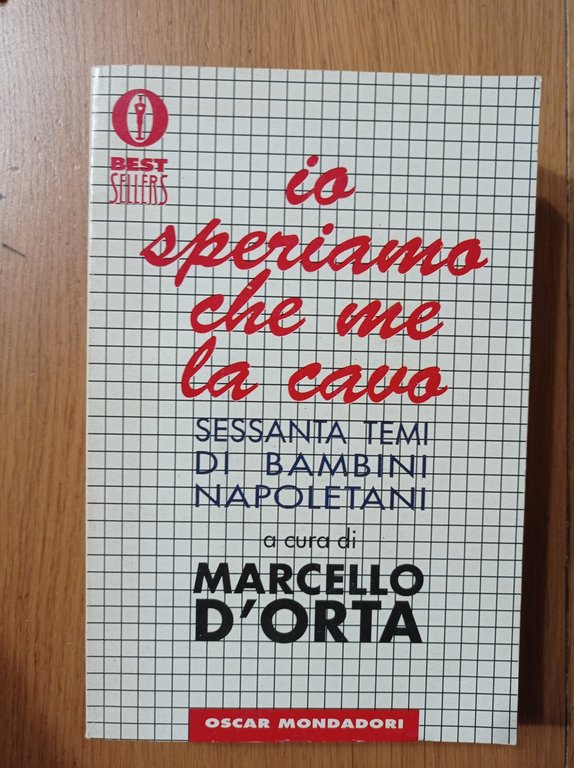 BEST
SELLERS
io
speriamo
che me
la cavo
SESSANTA TEMI
DI BAMBINI
NAPOLETANI
a cura di
MARCELLO
D'ORTA
OSCAR MONDADORI